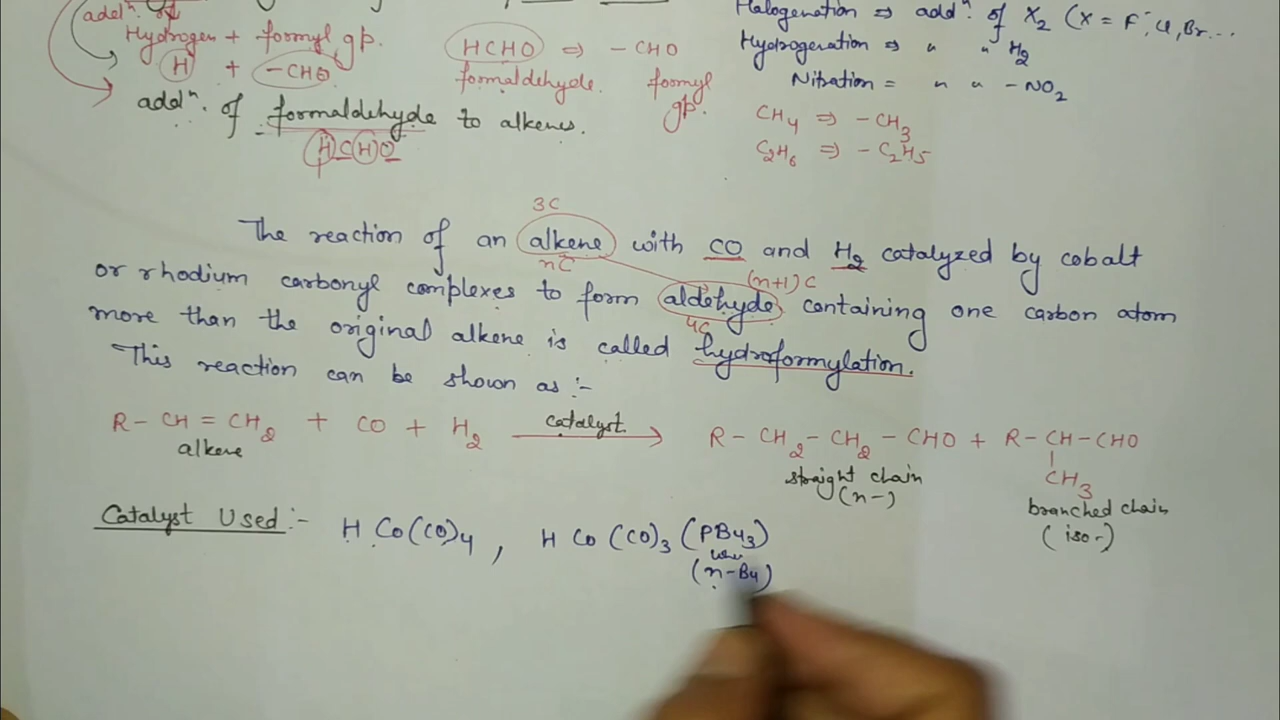 addⁿ. of
Hydrogen + formyl gp.
H + -CHO
addⁿ. of formaldehyde to alkenes.
HCHO
HCHO ⇒ - CHO
formaldehyde. formyl
gp.
Halogenation ⇒ addⁿ. of X2 (X = F, Cl, Br...
Hydrogenation ⇒ " " H2
Nitration = " " - NO2
CH4 ⇒ -CH3
C2H6 ⇒ - C2H5
3C
The reaction of an alkene with CO and H2 catalyzed by cobalt
nC (n+1)C
or rhodium carbonyl complexes to form aldehyde containing one carbon atom
4C
more than the original alkene is called hydroformylation.
This reaction can be shown as :-
R - CH = CH2 + CO + H2 catalyst. R - CH2 - CH2 - CHO + R - CH - CHO
alkene
CH3
straight chain
(n-)
branched chain
(iso-)
Catalyst Used :- H Co(CO)4 , H Co (CO)3 (PBu3)
(n-Bu)